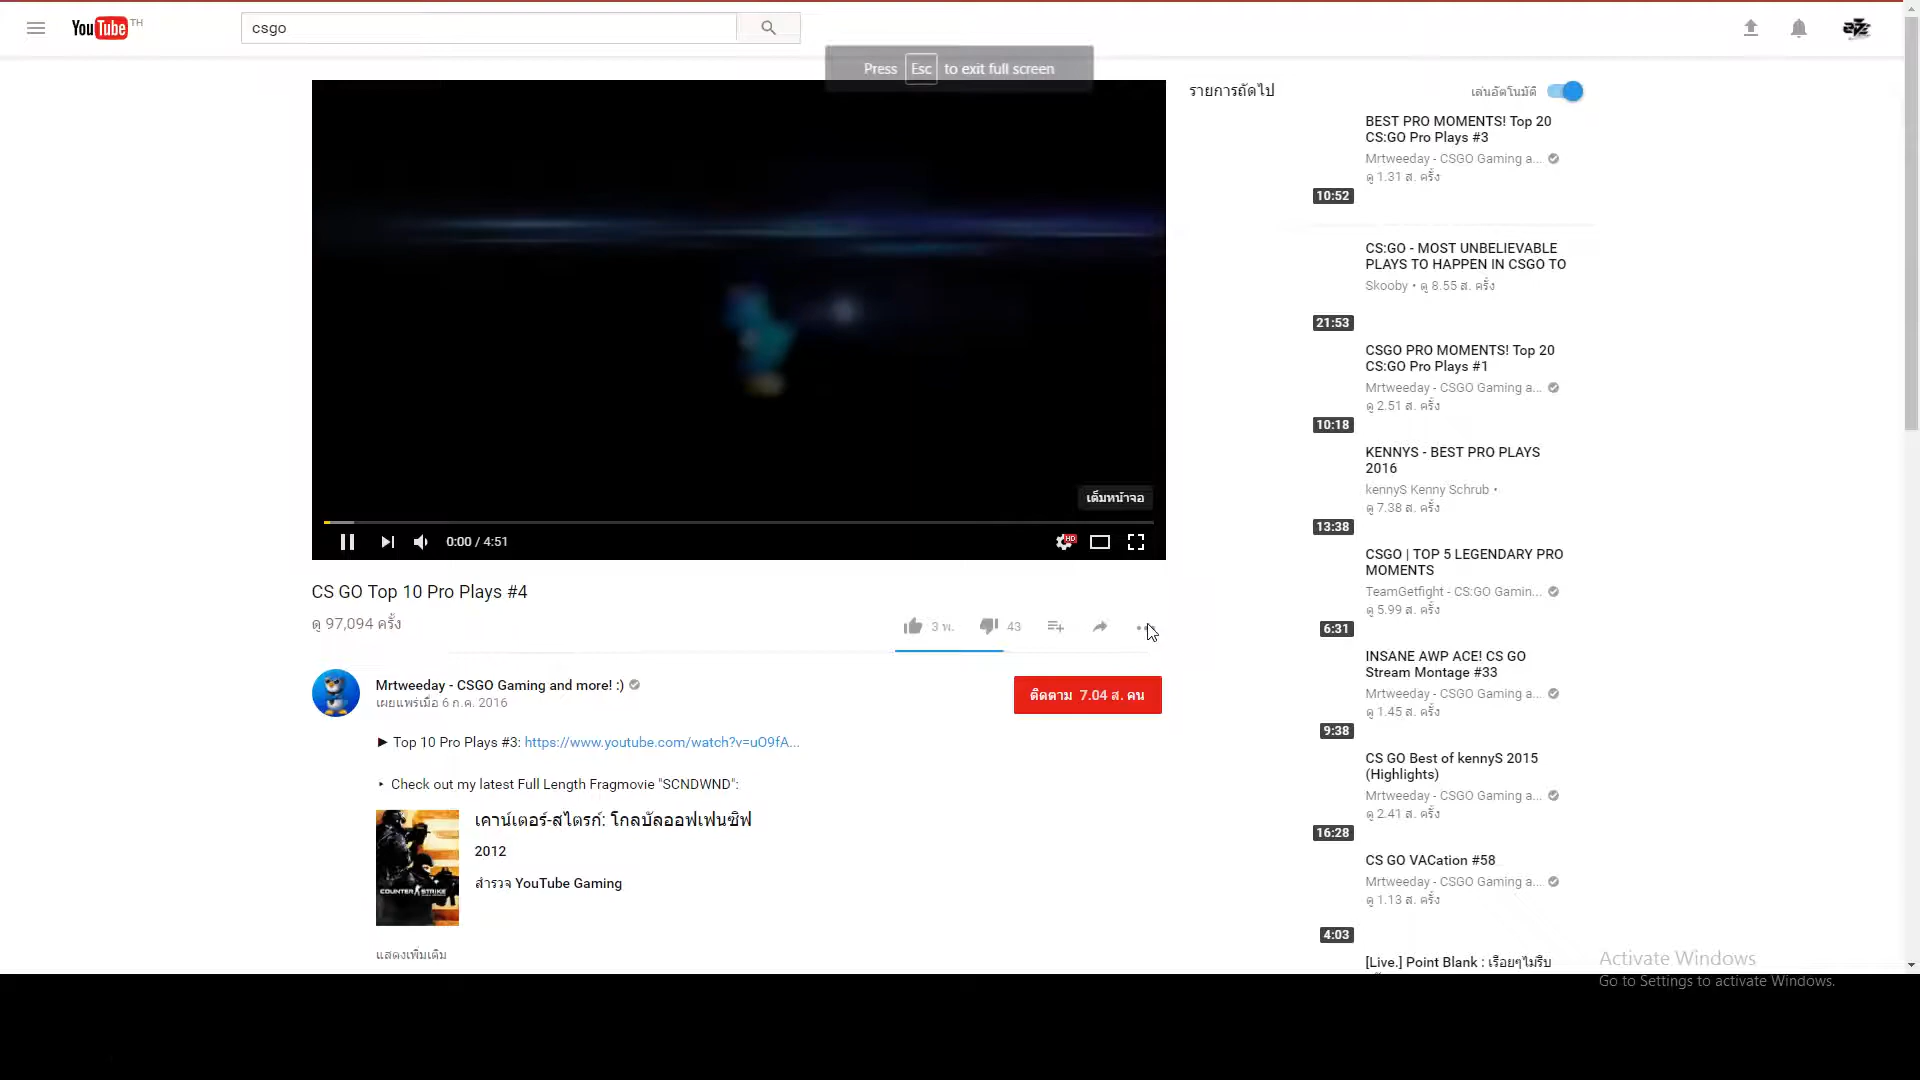 YouTube TH
csgo
Press Esc to exit full screen
รายการถัดไป
เล่นอัตโนมัติ
BEST PRO MOMENTS! Top 20
CS:GO Pro Plays #3
Mrtweeday - CSGO Gaming a...
ดู 1.31 ส. ครั้ง
10:52
CS:GO - MOST UNBELIEVABLE
PLAYS TO HAPPEN IN CSGO TO
Skooby • ดู 8.55 ส. ครั้ง
21:53
CSGO PRO MOMENTS! Top 20
CS:GO Pro Plays #1
Mrtweeday - CSGO Gaming a...
ดู 2.51 ส. ครั้ง
10:18
KENNYS - BEST PRO PLAYS
2016
kennyS Kenny Schrub •
ดู 7.38 ส. ครั้ง
13:38
CSGO | TOP 5 LEGENDARY PRO
MOMENTS
TeamGetfight - CS:GO Gamin...
ดู 5.99 ส. ครั้ง
6:31
INSANE AWP ACE! CS GO
Stream Montage #33
Mrtweeday - CSGO Gaming a...
ดู 1.45 ส. ครั้ง
9:38
CS GO Best of kennyS 2015
(Highlights)
Mrtweeday - CSGO Gaming a...
ดู 2.41 ส. ครั้ง
16:28
CS GO VACation #58
Mrtweeday - CSGO Gaming a...
ดู 1.13 ส. ครั้ง
4:03
[Live.] Point Blank : เรื่อยๆไม่รีบ
เต็มหน้าจอ
0:00 / 4:51
HD
CS GO Top 10 Pro Plays #4
ดู 97,094 ครั้ง
3 พ.
43
Mrtweeday - CSGO Gaming and more! :)
เผยแพร่เมื่อ 6 ก.ค. 2016
ติดตาม 7.04 ส. คน
► Top 10 Pro Plays #3: https://www.youtube.com/watch?v=uO9fA...
‣ Check out my latest Full Length Fragmovie "SCNDWND":
COUNTER STRIKE
เคาน์เตอร์-สไตรก์: โกลบัลออฟเฟนซิฟ
2012
สำรวจ YouTube Gaming
แสดงเพิ่มเติม
Activate Windows
Go to Settings to activate Windows.